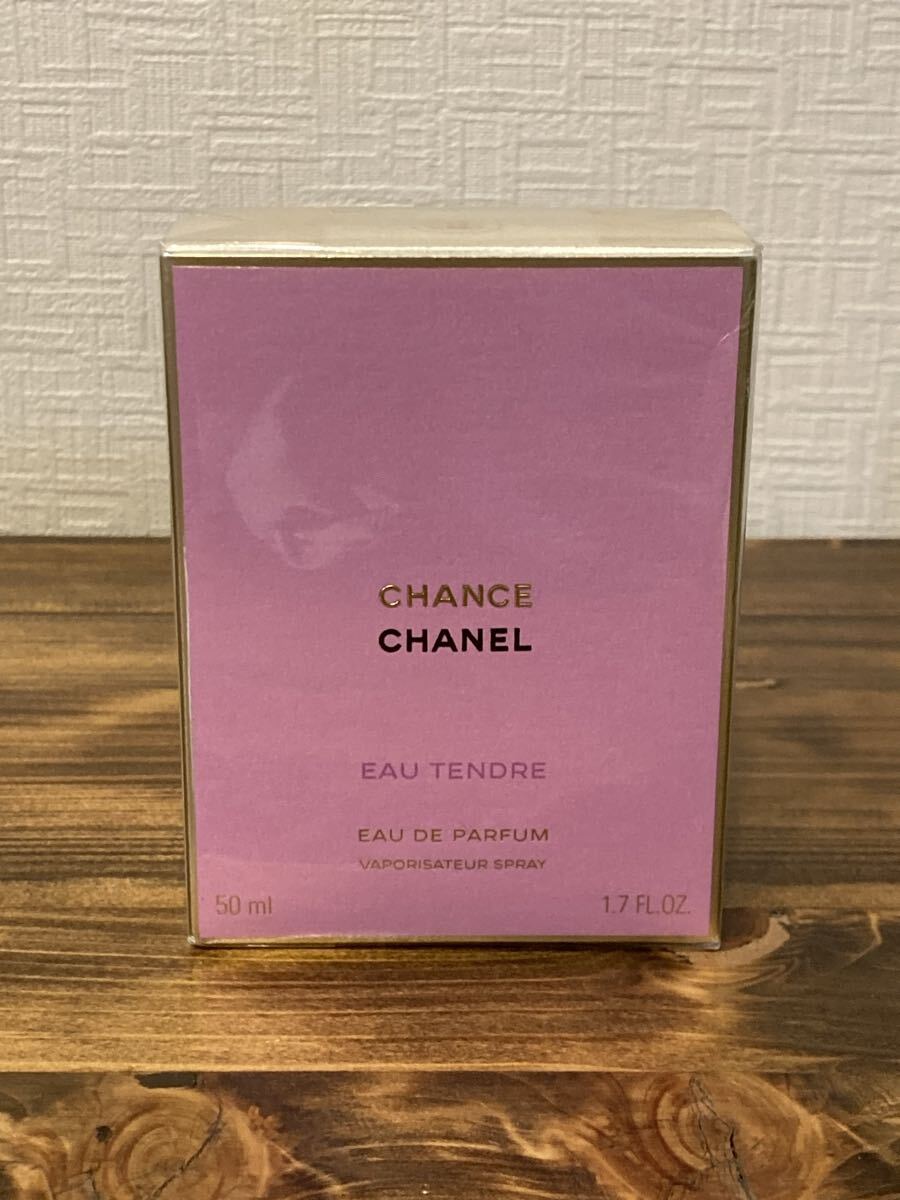 CHANCE
CHANEL
EAU TENDRE
EAU DE PARFUM
VAPORISATEUR SPRAY
50 ml 1.7 FL.OZ.